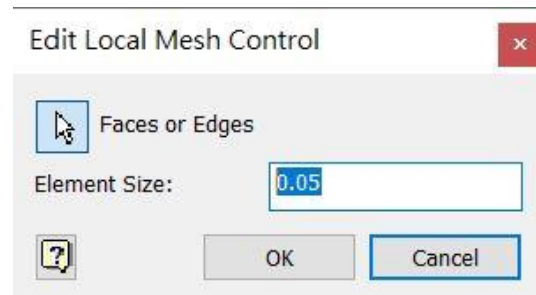 Edit Local Mesh Control
Faces or Edges
Element Size: 0.05
? OK Cancel